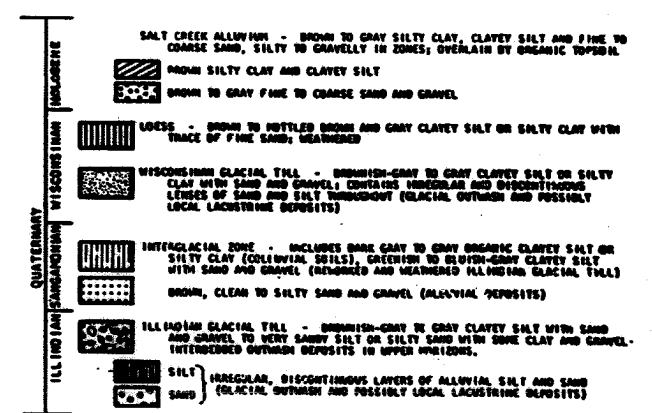 SALT CREEK ALLUVIUM - BROWN TO GRAY SILTY CLAY, CLAYEY SILT AND FINE TO
COARSE SAND, SILTY TO GRAVELLY IN ZONES; OVERLAIN BY ORGANIC TOPSOIL
BROWN SILTY CLAY AND CLAYEY SILT
BROWN TO GRAY FINE TO COARSE SAND AND GRAVEL
HOLOCENE
LOESS - BROWN TO MOTTLED BROWN AND GRAY CLAYEY SILT OR SILTY CLAY WITH
TRACE OF FINE SAND; WEATHERED
WISCONSINAN GLACIAL TILL - BROWNISH-GRAY TO GRAY CLAYEY SILT OR SILTY
CLAY WITH SAND AND GRAVEL; CONTAINS IRREGULAR AND DISCONTINUOUS
LENSES OF SAND AND SILT THROUGHOUT (GLACIAL OUTWASH AND POSSIBLY
LOCAL LACUSTRINE DEPOSITS)
WISCONSINAN
QUATERNARY
INTERGLACIAL ZONE - INCLUDES DARK GRAY TO GRAY ORGANIC CLAYEY SILT OR
SILTY CLAY (COLLUVIAL SOILS), GREENISH TO BLUISH-GRAY CLAYEY SILT
WITH SAND AND GRAVEL (REWORKED AND WEATHERED ILLINOIAN GLACIAL TILL)
BROWN, CLEAN TO SILTY SAND AND GRAVEL (ALLUVIAL DEPOSITS)
SANGAMONIAN
ILLINOIAN GLACIAL TILL - BROWNISH-GRAY TO GRAY CLAYEY SILT WITH SAND
AND GRAVEL TO VERY SANDY SILT OR SILTY SAND WITH SOME CLAY AND GRAVEL-
INTERBEDDED OUTWASH DEPOSITS IN UPPER HORIZONS.
SILT
SAND
IRREGULAR, DISCONTINUOUS LAYERS OF ALLUVIAL SILT AND SAND
(GLACIAL OUTWASH AND POSSIBLY LOCAL LACUSTRINE DEPOSITS)
ILLINOIAN